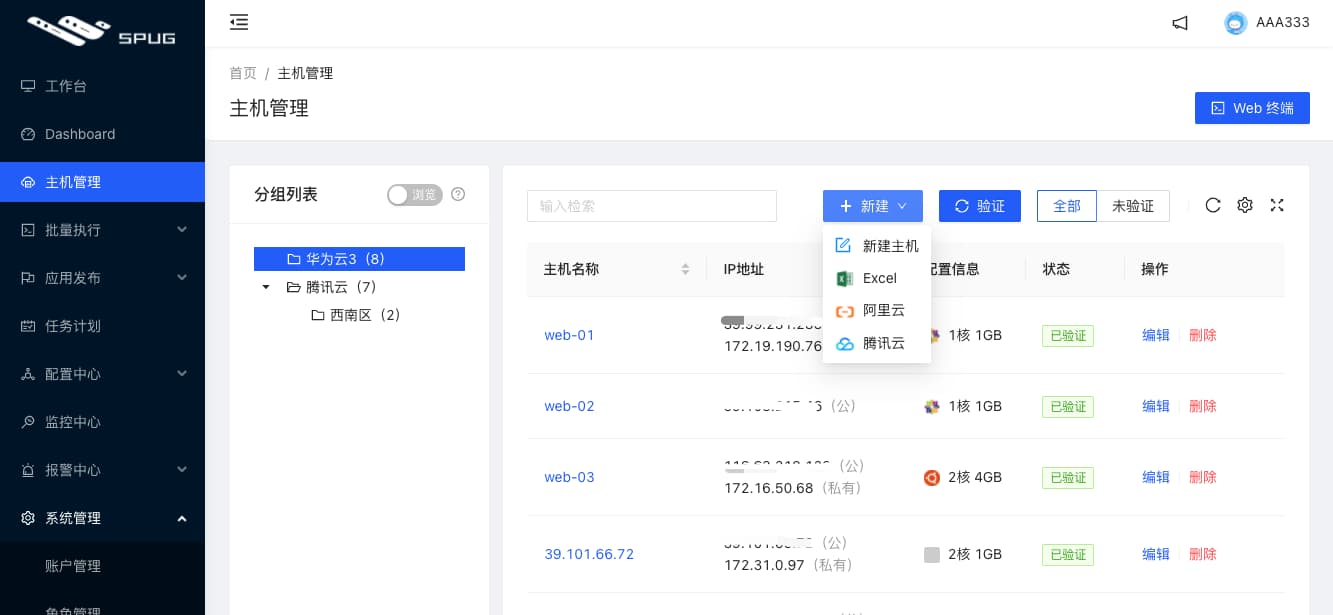 SPUG
工作台
Dashboard
主机管理
批量执行
应用发布
任务计划
配置中心
监控中心
报警中心
系统管理
账户管理
角色管理
AAA333
首页 / 主机管理
主机管理
Web 终端
分组列表 浏览
华为云3（8）
腾讯云（7）
西南区（2）
输入检索 新建 验证 全部 未验证
新建主机
Excel
阿里云
腾讯云
主机名称 IP地址 配置信息 状态 操作
web-01 172.19.190.76 1核 1GB 已验证 编辑 删除
web-02 （公） 1核 1GB 已验证 编辑 删除
web-03 （公） 172.16.50.68（私有） 2核 4GB 已验证 编辑 删除
39.101.66.72 （公） 172.31.0.97（私有） 2核 1GB 已验证 编辑 删除